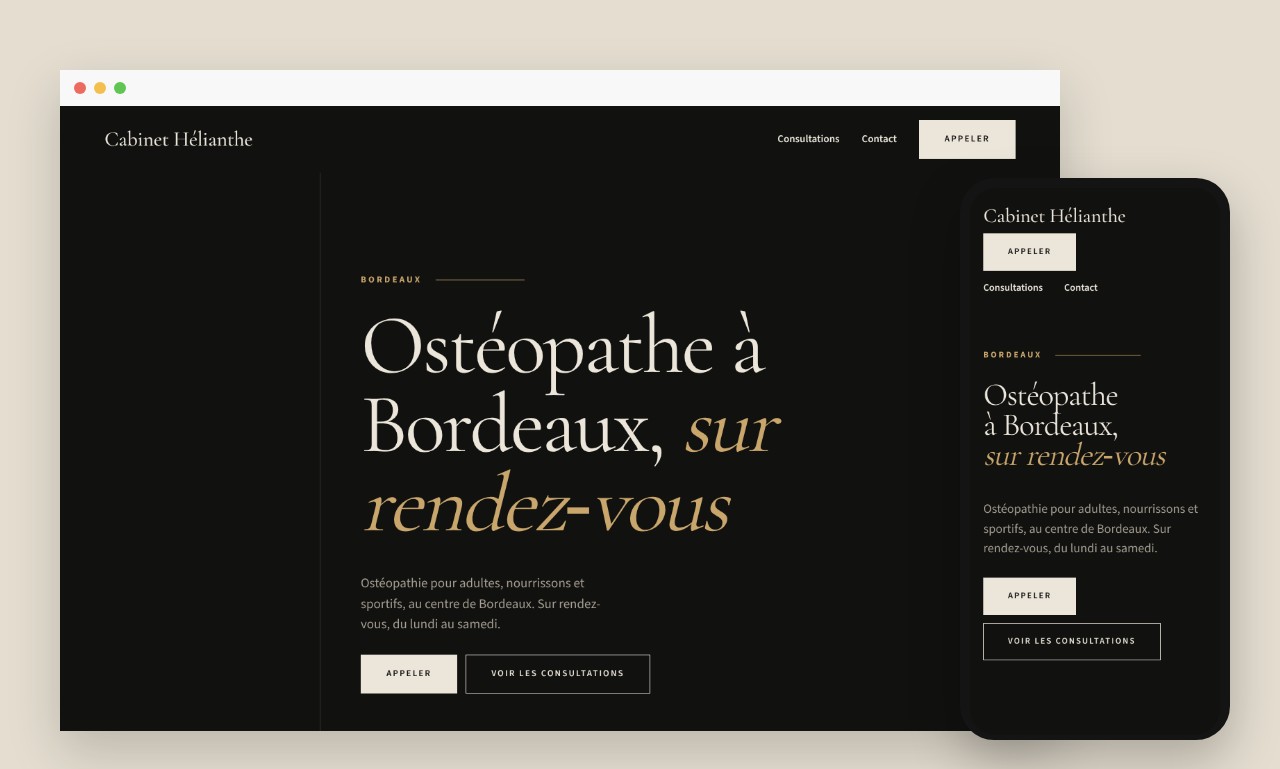 Cabinet Hélianthe
Consultations
Contact
APPELER
BORDEAUX
Ostéopathe à
Bordeaux, sur
rendez-vous
Ostéopathie pour adultes, nourrissons et
sportifs, au centre de Bordeaux. Sur rendez-
vous, du lundi au samedi.
APPELER
VOIR LES CONSULTATIONS
Cabinet Hélianthe
APPELER
Consultations
Contact
BORDEAUX
Ostéopathe
à Bordeaux,
sur rendez-vous
Ostéopathie pour adultes, nourrissons et
sportifs, au centre de Bordeaux. Sur
rendez-vous, du lundi au samedi.
APPELER
VOIR LES CONSULTATIONS